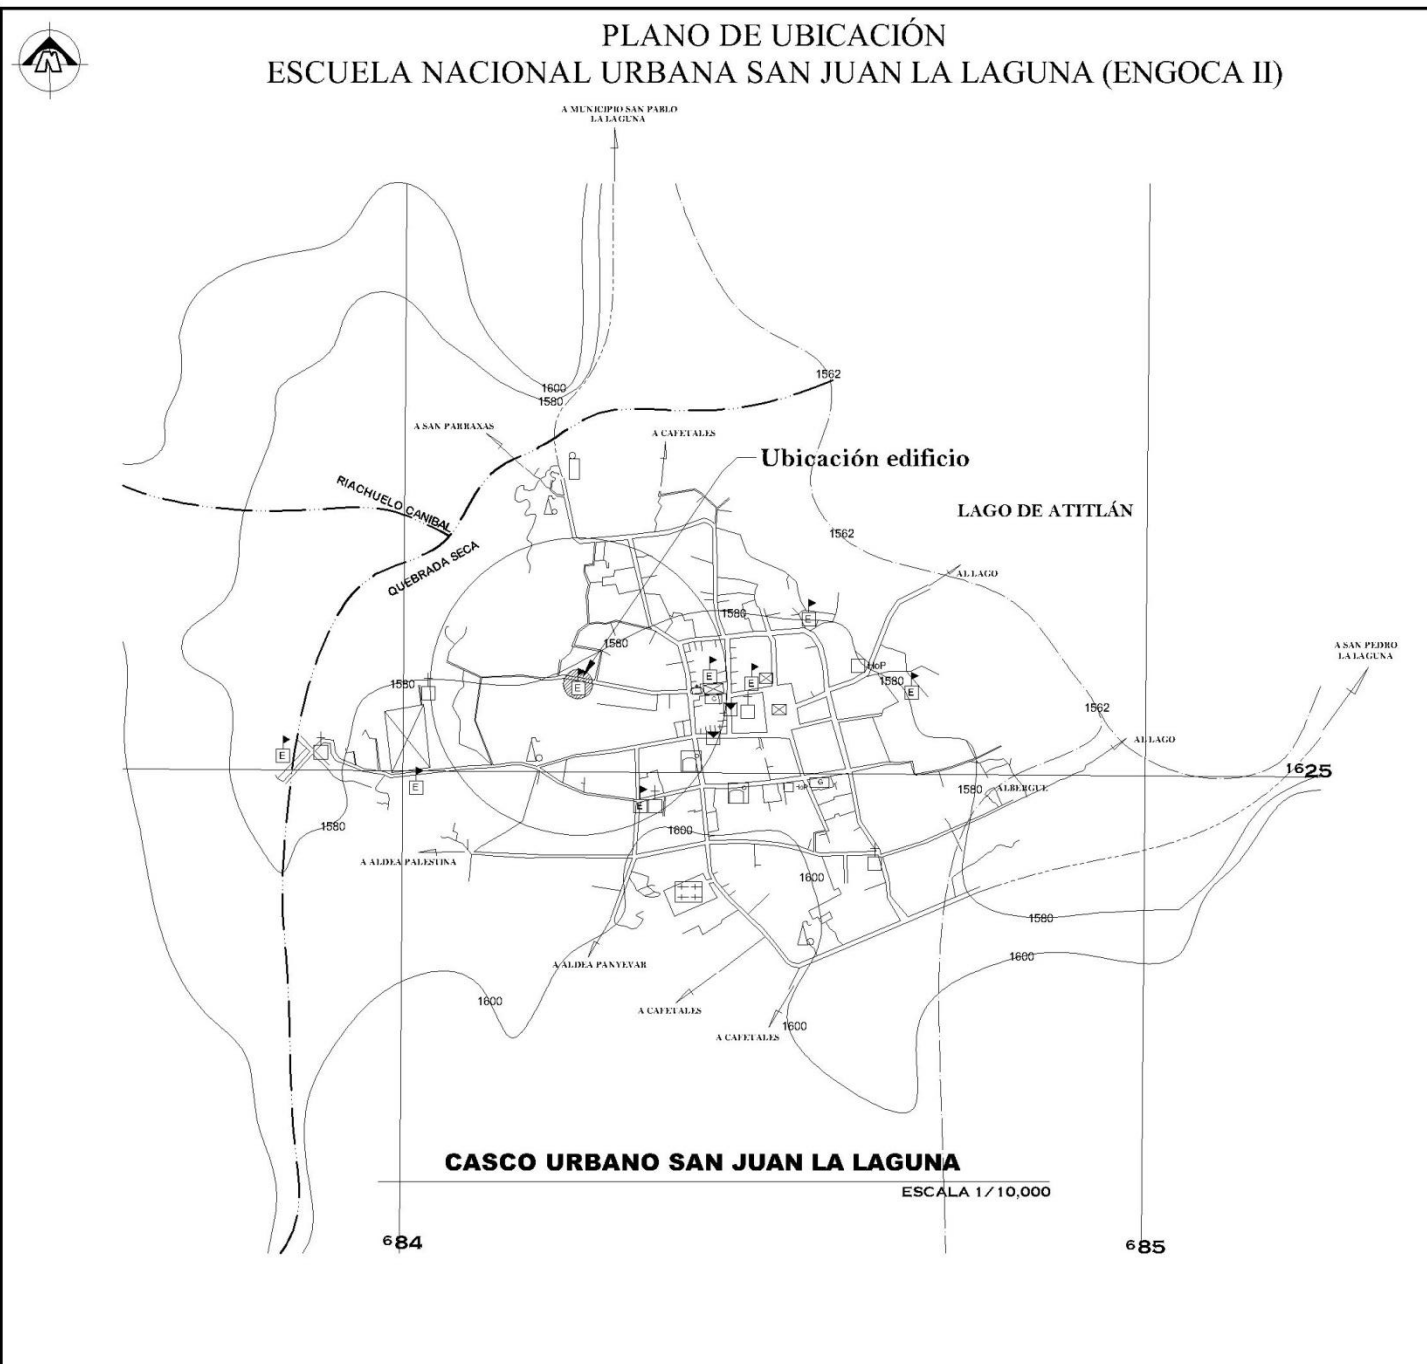 N
PLANO DE UBICACIÓN
ESCUELA NACIONAL URBANA SAN JUAN LA LAGUNA (ENGOCA II)
A MUNICIPIO SAN PABLO
LA LAGUNA
1562
1600
1580
A SAN PARRAXAS
A CAFETALES
Ubicación edificio
RIACHUELO CANIBAL
LAGO DE ATITLÁN
1562
QUEBRADA SECA
AL LAGO
1580
E
1580
A SAN PEDRO
LA LAGUNA
HoP
1580
1580
E
E
E
E
1562
AL LAGO
E
1625
E
E
G
ALBERGUE
1580
1580
1600
A ALDEA PALESTINA
1600
1580
1600
A ALDEA PANYEVAR
1600
A CAFETALES
1600
A CAFETALES
CASCO URBANO SAN JUAN LA LAGUNA
ESCALA 1/10,000
684
685